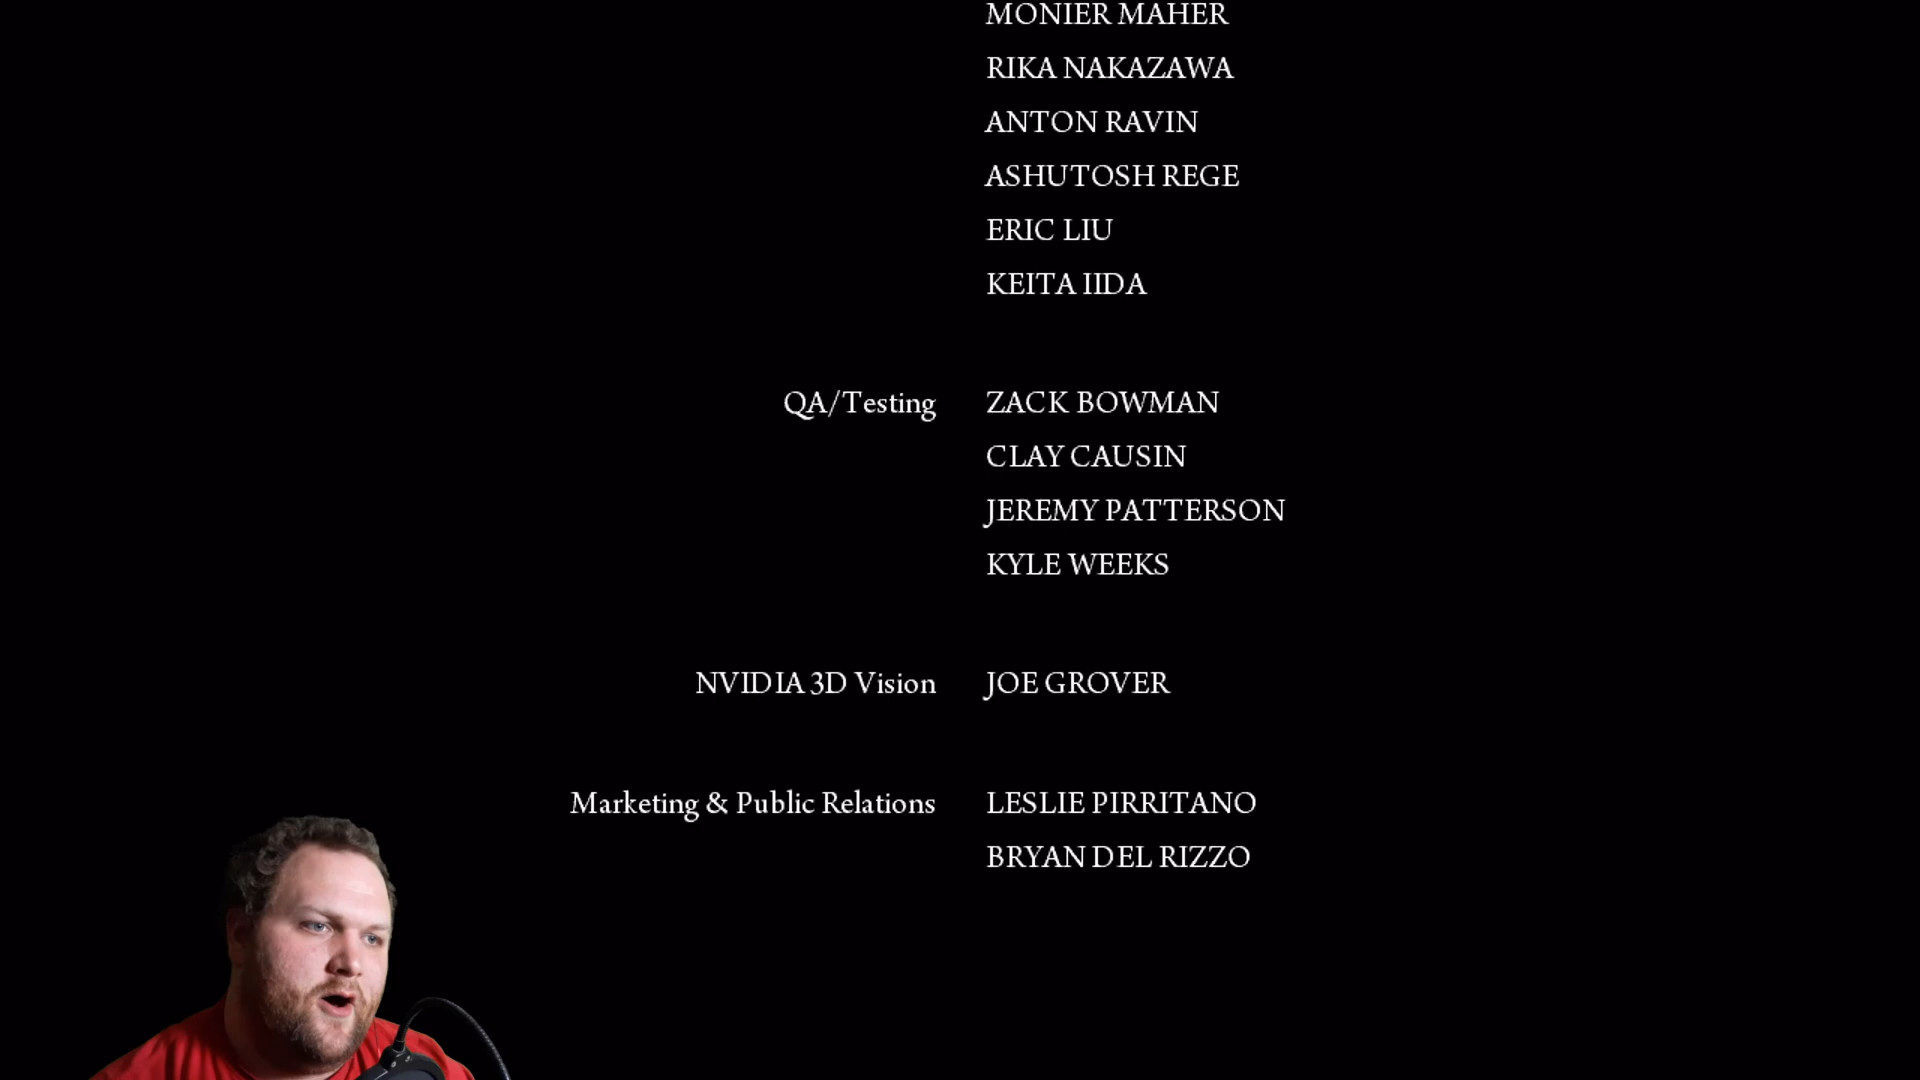 MONIER MAHER
RIKA NAKAZAWA
ANTON RAVIN
ASHUTOSH REGE
ERIC LIU
KEITA IIDA
QA/Testing ZACK BOWMAN
CLAY CAUSIN
JEREMY PATTERSON
KYLE WEEKS
NVIDIA 3D Vision JOE GROVER
Marketing & Public Relations LESLIE PIRRITANO
BRYAN DEL RIZZO